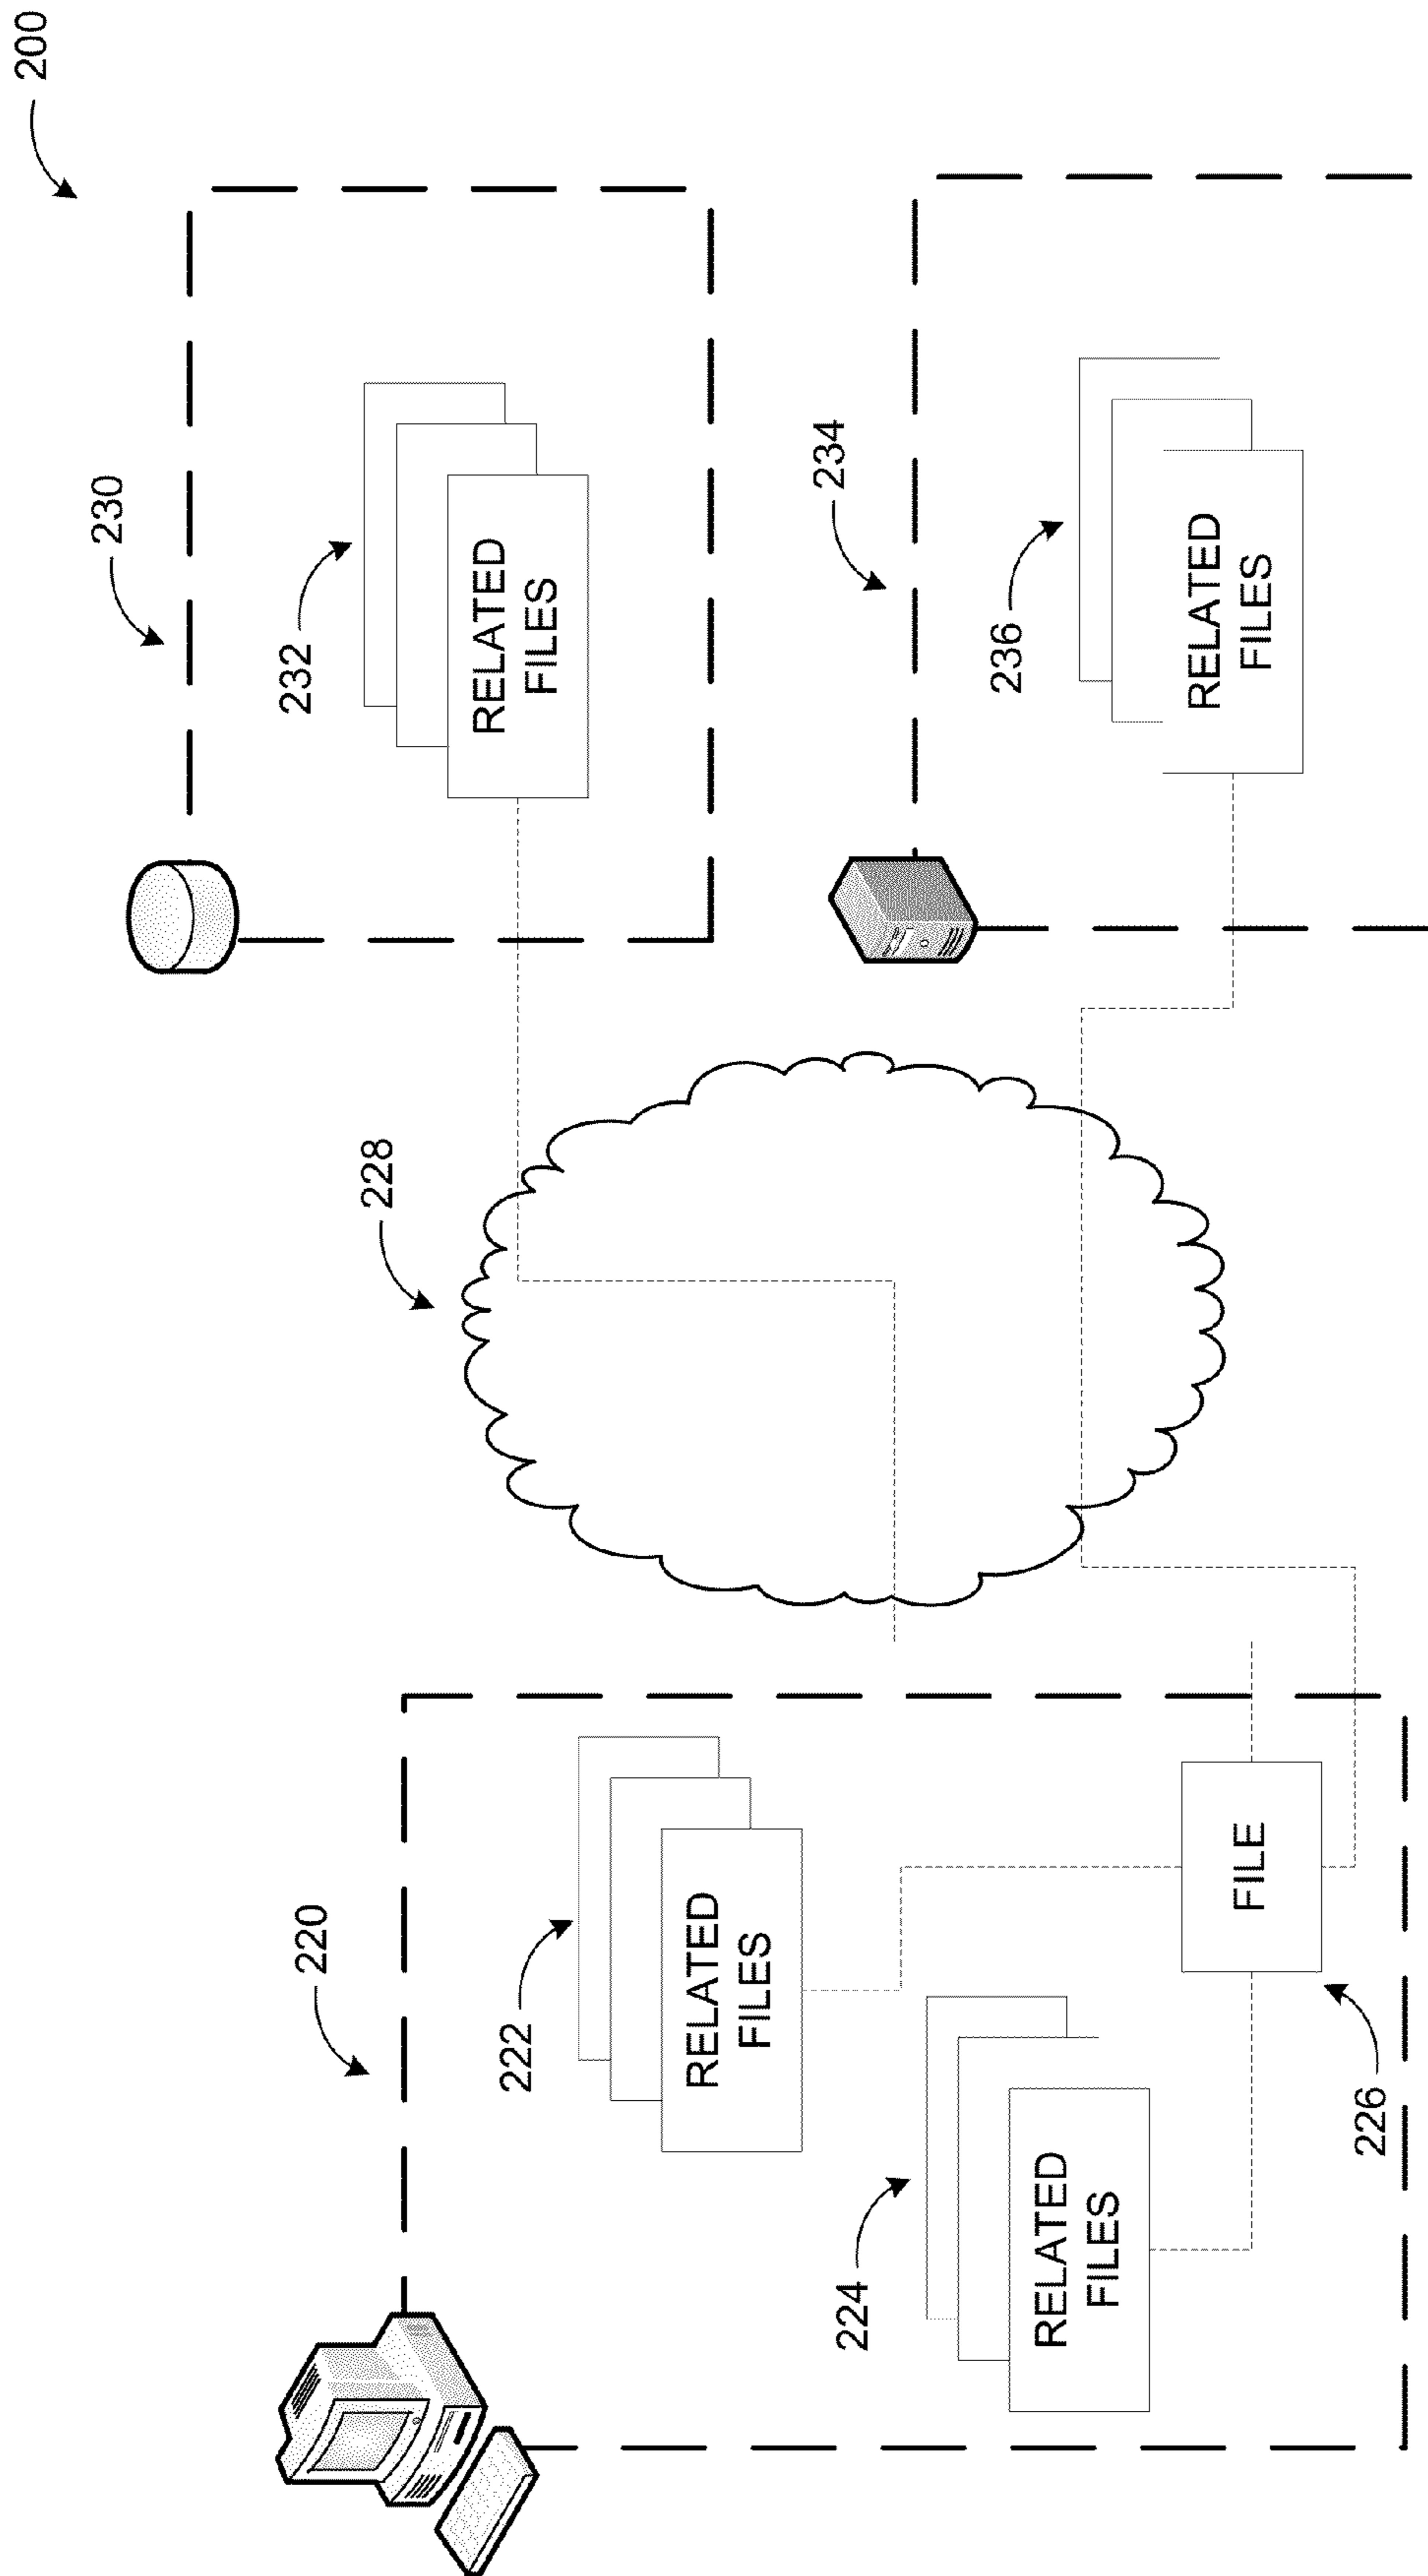 200
220
222
RELATED
FILES
224
RELATED
FILES
FILE
226
228
230
232
RELATED
FILES
234
236
RELATED
FILES